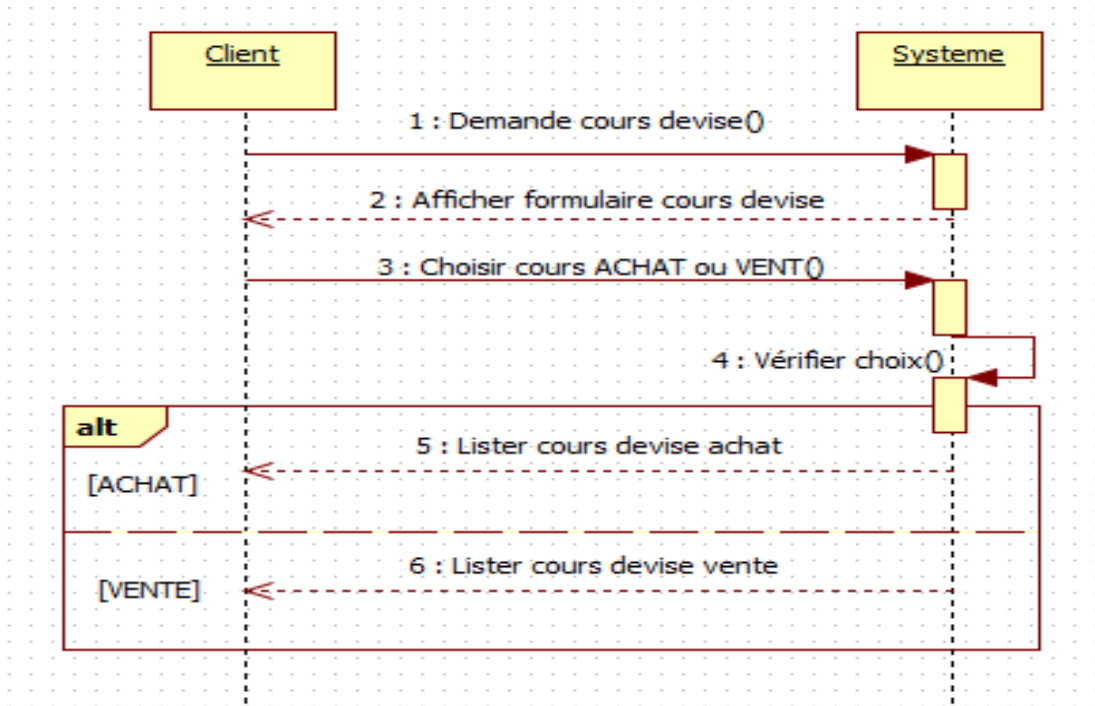 Client
Systeme
1 : Demande cours devise()
2 : Afficher formulaire cours devise
3 : Choisir cours ACHAT ou VENT()
4 : Vérifier choix()
alt
5 : Lister cours devise achat
[ACHAT]
6 : Lister cours devise vente
[VENTE]